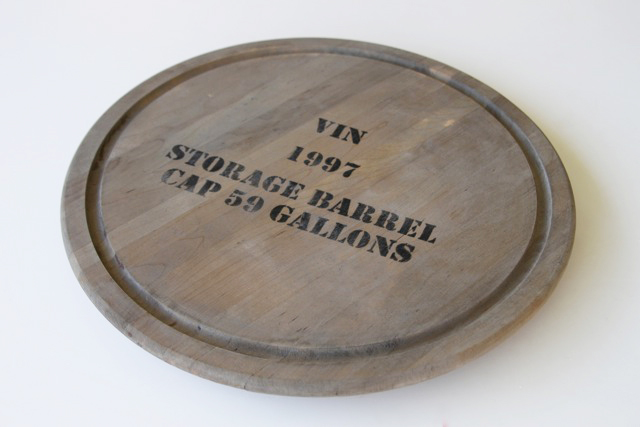 VIN
1997
STORAGE BARREL
CAP 59 GALLONS